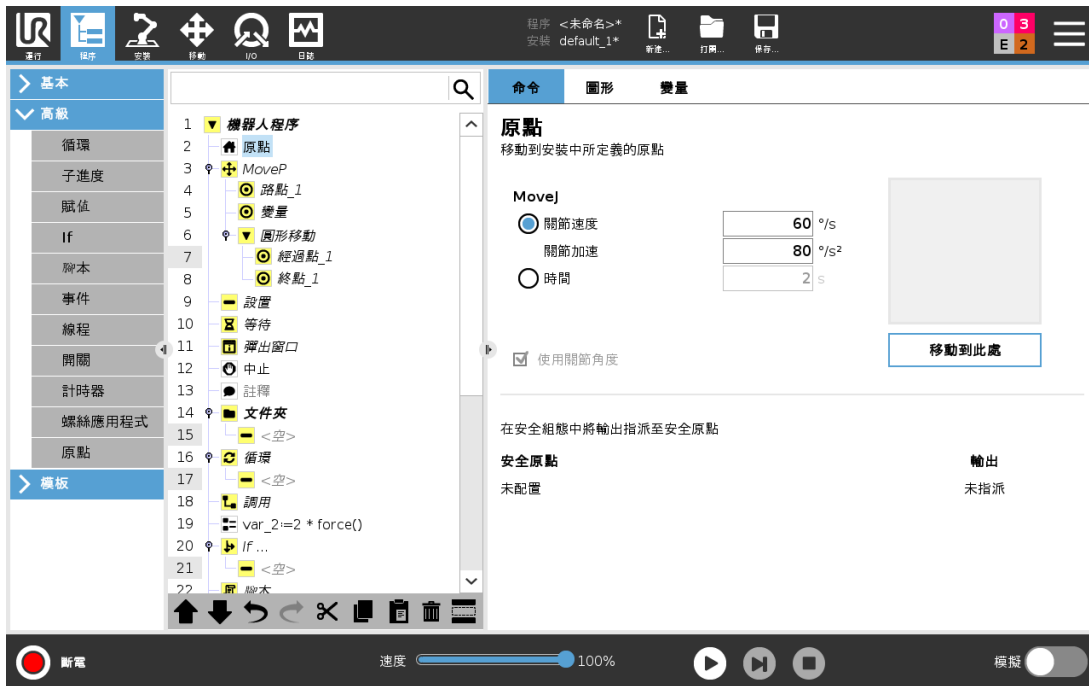 UR
運行
程序
安裝
移動
I/O
日誌
程序 <未命名>*
安裝 default_1*
新建...
打開...
保存...
0 3
E 2
基本
高級
循環
子進度
賦值
If
腳本
事件
線程
開關
計時器
螺絲應用程式
原點
模板
1 機器人程序
2 原點
3 MoveP
4 路點_1
5 變量
6 圓形移動
7 經過點_1
8 終點_1
9 設置
10 等待
11 彈出窗口
12 中止
13 註釋
14 文件夾
15 <空>
16 循環
17 <空>
18 調用
19 var_2≔2 * force()
20 If ...
21 <空>
22 腳本
命令
圖形
變量
原點
移動到安裝中所定義的原點
MoveJ
關節速度 60 °/s
關節加速 80 °/s²
時間 2 s
使用關節角度
移動到此處
在安全組態中將輸出指派至安全原點
安全原點 輸出
未配置 未指派
斷電
速度 100%
模擬